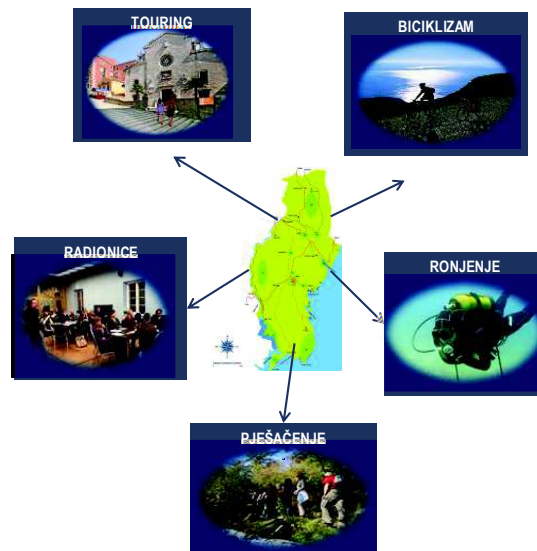 TOURING
BICIKLIZAM
RADIONICE
RONJENJE
PJEŠAČENJE